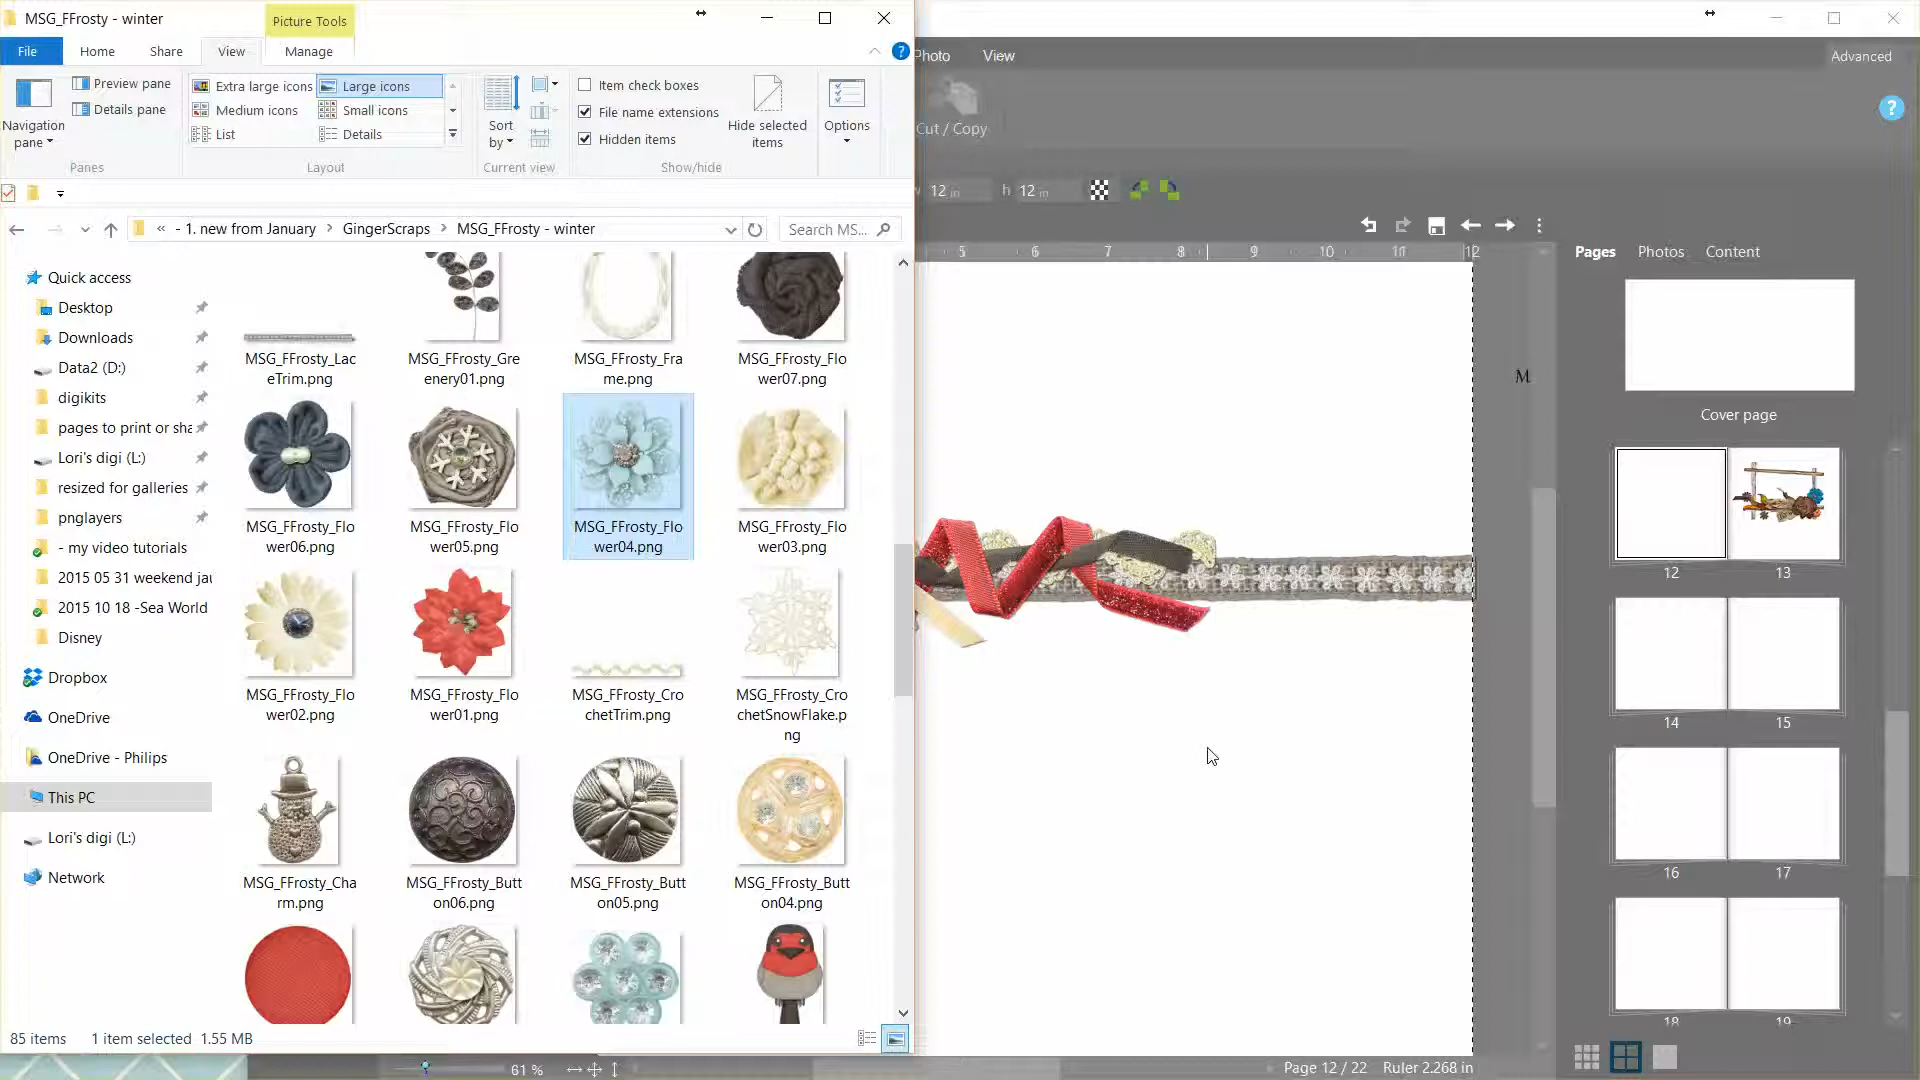 MSG_FFrosty - winter
Picture Tools
File
Home
Share
View
Manage
Navigation
pane
Preview pane
Details pane
Extra large icons
Large icons
Medium icons
Small icons
List
Details
Sort
by
Item check boxes
File name extensions
Hidden items
Hide selected
items
Options
Panes
Layout
Current view
Show/hide
« - 1. new from January
GingerScraps
MSG_FFrosty - winter
Search MS...
Quick access
Desktop
Downloads
Data2 (D:)
digikits
pages to print or sha
Lori's digi (L:)
resized for galleries
pnglayers
- my video tutorials
2015 05 31 weekend jau
2015 10 18 -Sea World
Disney
Dropbox
OneDrive
OneDrive - Philips
This PC
Lori's digi (L:)
Network
MSG_FFrosty_Lac
eTrim.png
MSG_FFrosty_Gre
enery01.png
MSG_FFrosty_Fra
me.png
MSG_FFrosty_Flo
wer07.png
MSG_FFrosty_Flo
wer06.png
MSG_FFrosty_Flo
wer05.png
MSG_FFrosty_Flo
wer04.png
MSG_FFrosty_Flo
wer03.png
MSG_FFrosty_Flo
wer02.png
MSG_FFrosty_Flo
wer01.png
MSG_FFrosty_Cro
chetTrim.png
MSG_FFrosty_Cro
chetSnowFlake.p
ng
MSG_FFrosty_Cha
rm.png
MSG_FFrosty_Butt
on06.png
MSG_FFrosty_Butt
on05.png
MSG_FFrosty_Butt
on04.png
85 items
1 item selected 1.55 MB
Photo
View
Advanced
Cut / Copy
12 in
h 12 in
5 6 7 8 9 10 11 12
M
Pages
Photos
Content
Cover page
12
13
14
15
16
17
18
19
61 %
Page 12 / 22
Ruler 2.268 in